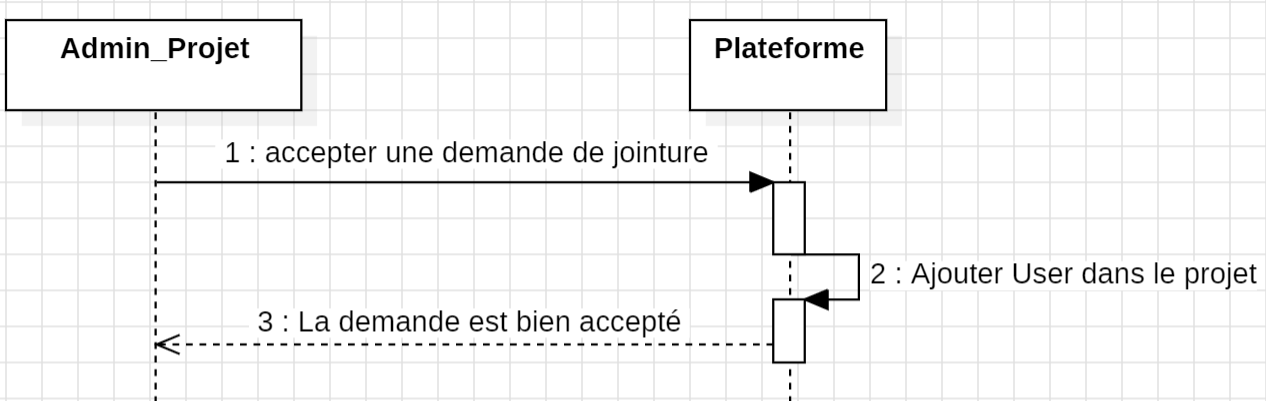 Admin_Projet
Plateforme
1 : accepter une demande de jointure
2 : Ajouter User dans le projet
3 : La demande est bien accepté